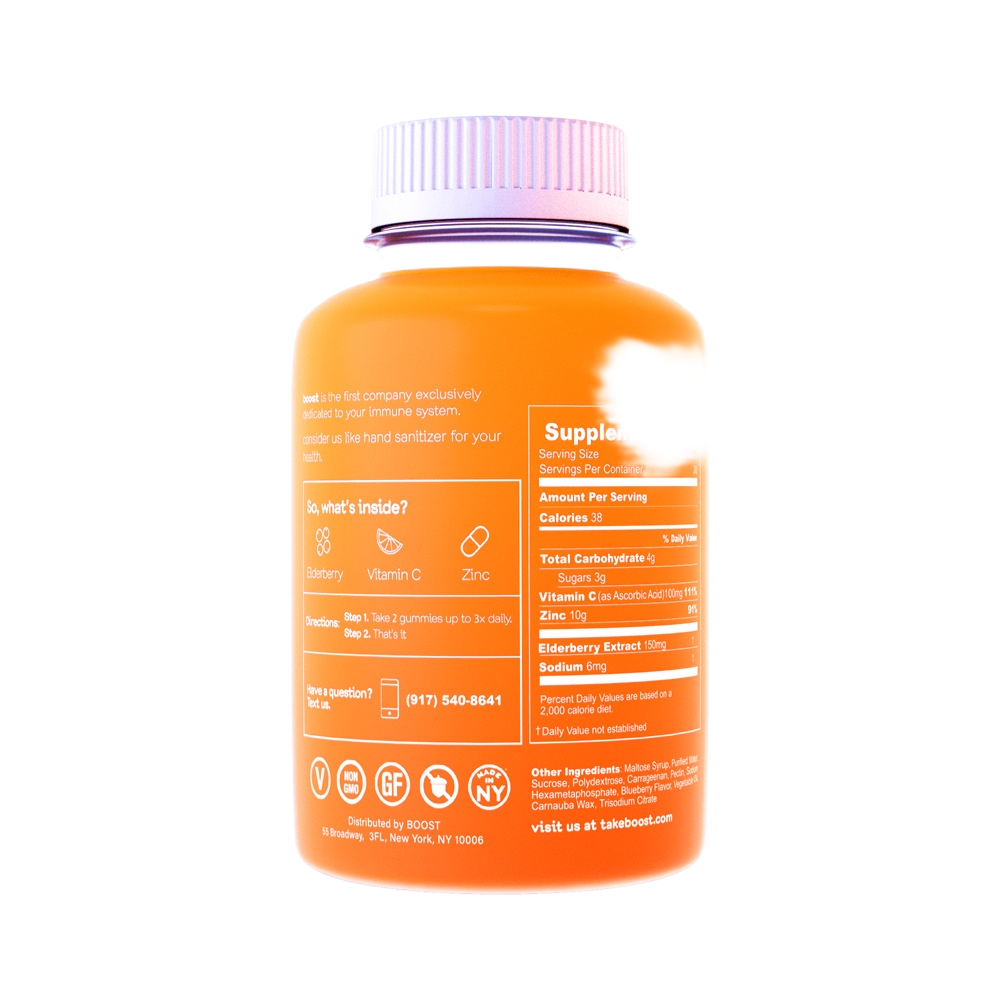 boost is the first company exclusively
dedicated to your immune system.
consider us like hand sanitizer for your
health.
So, what's inside?
Elderberry Vitamin C Zinc
Directions: Step 1. Take 2 gummies up to 3x daily.
Step 2. That's it
Have a question?
Text us.
(917) 540-8641
V NON GMO GF MADE IN NY
Distributed by BOOST
55 Broadway, 3FL, New York, NY 10006
Serving Size
Servings Per Container
Amount Per Serving
Calories 38
% Daily Value
Total Carbohydrate 4g
Sugars 3g
Vitamin C (as Ascorbic Acid)100mg 111%
Zinc 10g 91%
Elderberry Extract 150mg †
Sodium 6mg †
Percent Daily Values are based on a
2,000 calorie diet.
† Daily Value not established
Other Ingredients: Maltose Syrup, Purified Water,
Sucrose, Polydextrose, Carrageenan, Pectin, Sodium
Hexametaphosphate, Blueberry Flavor, Vegetable Oil,
Carnauba Wax, Trisodium Citrate
visit us at takeboost.com